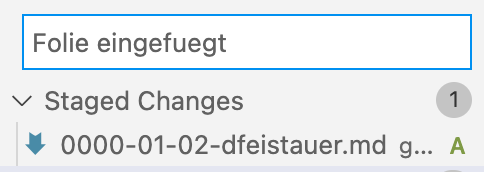 Folie eingefuegt
Staged Changes 1
0000-01-02-dfeistauer.md g... A